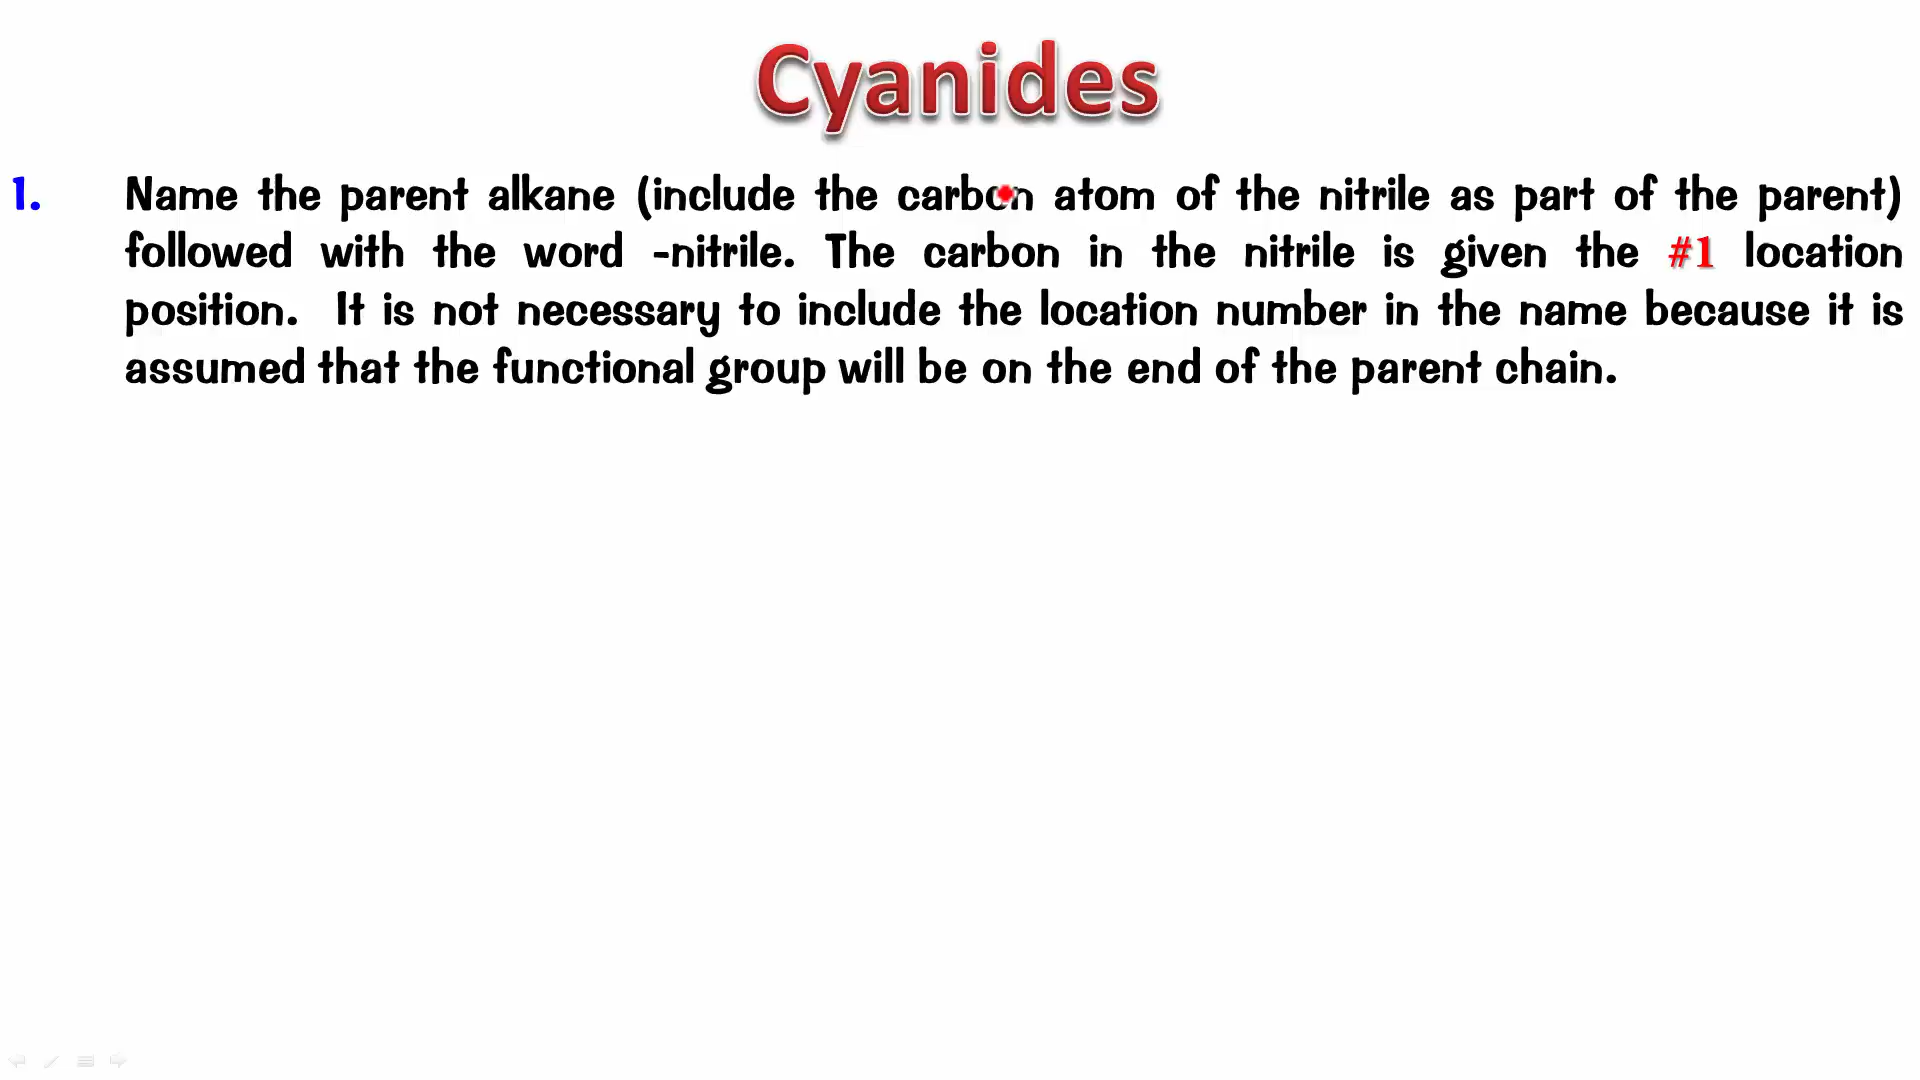 Cyanides
1. Name the parent alkane (include the carbon atom of the nitrile as part of the parent)
followed with the word -nitrile. The carbon in the nitrile is given the #1 location
position. It is not necessary to include the location number in the name because it is
assumed that the functional group will be on the end of the parent chain.